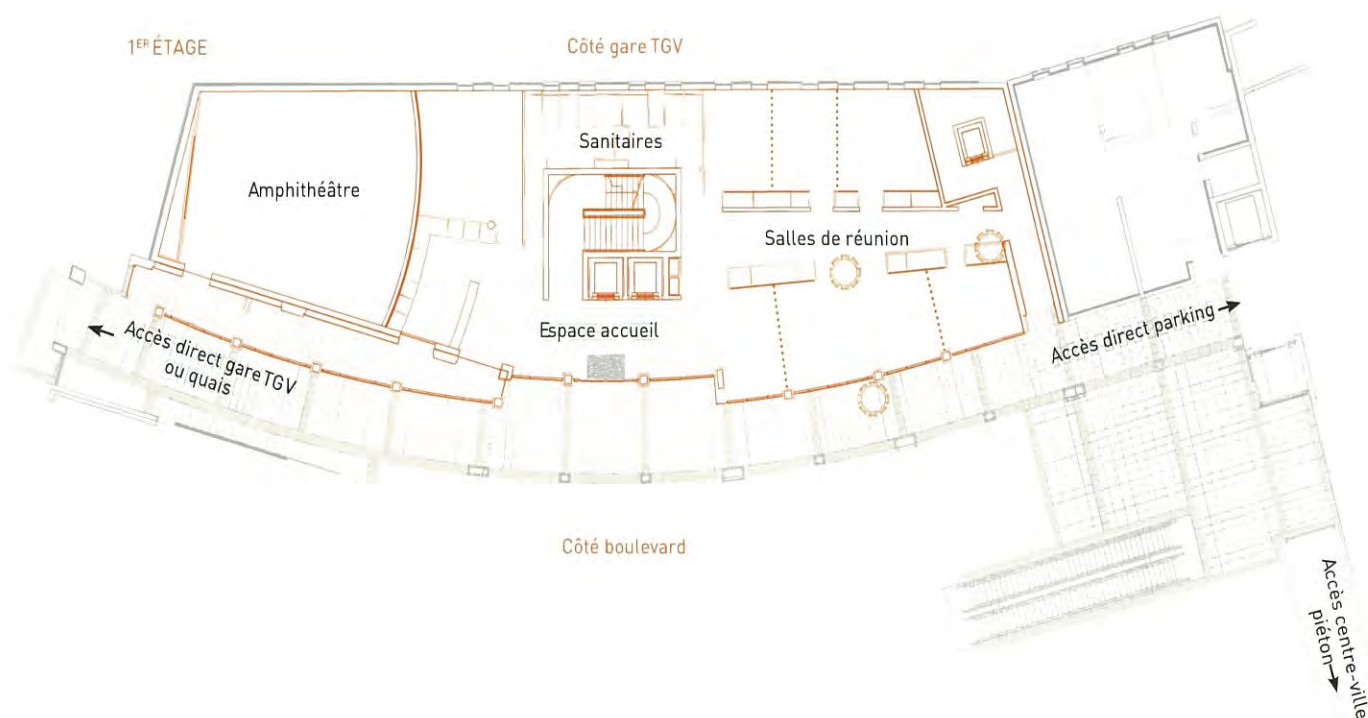 1ER ÉTAGE
Côté gare TGV
Sanitaires
Amphithéâtre
Salles de réunion
Espace accueil
Accès direct gare TGV
ou quais
Accès direct parking
Côté boulevard
Accès centre-ville
piéton